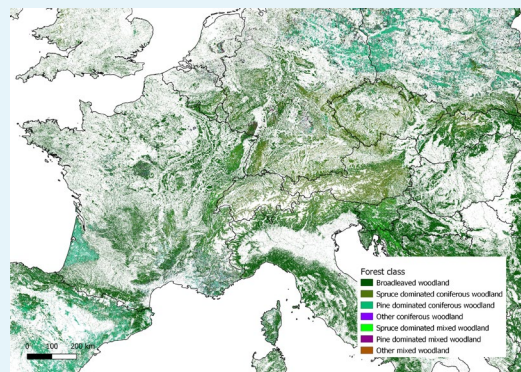 Forest class
Broadleaved woodland
Spruce dominated coniferous woodland
Pine dominated coniferous woodland
Other coniferous woodland
Spruce dominated mixed woodland
Pine dominated mixed woodland
Other mixed woodland
0 100 200 km